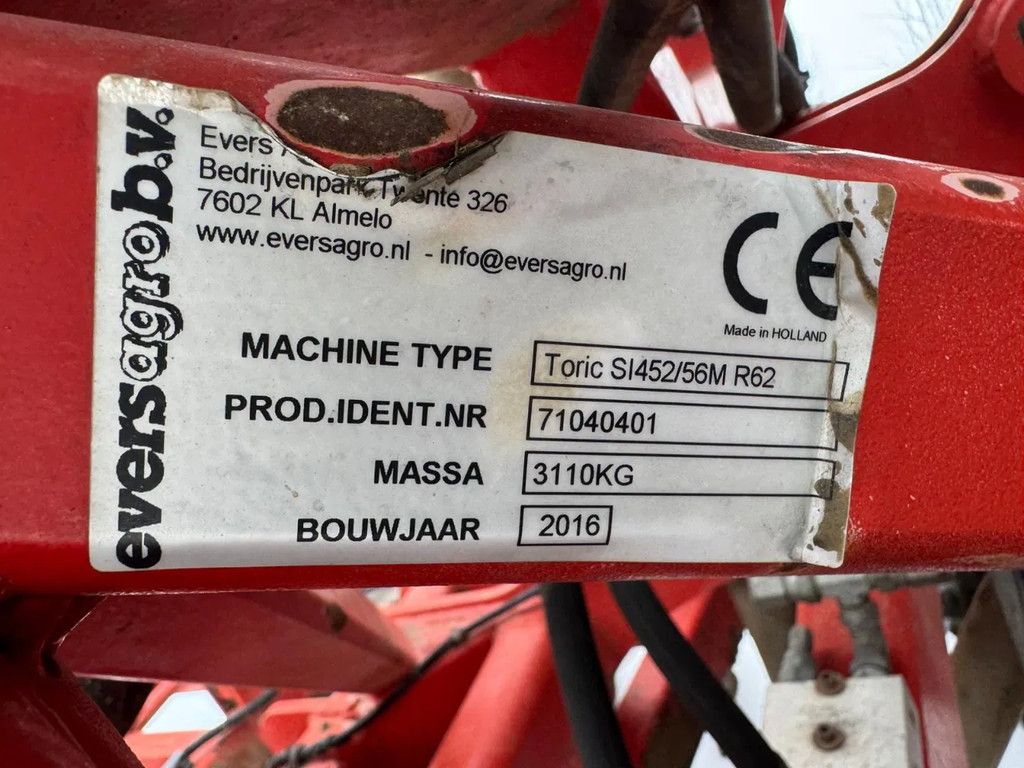 eversagro b.v.
Evers
Bedrijvenpark Twente 326
7602 KL Almelo
www.eversagro.nl - info@eversagro.nl
CE
Made in HOLLAND
MACHINE TYPE Toric SI452/56M R62
PROD.IDENT.NR 71040401
MASSA 3110KG
BOUWJAAR 2016